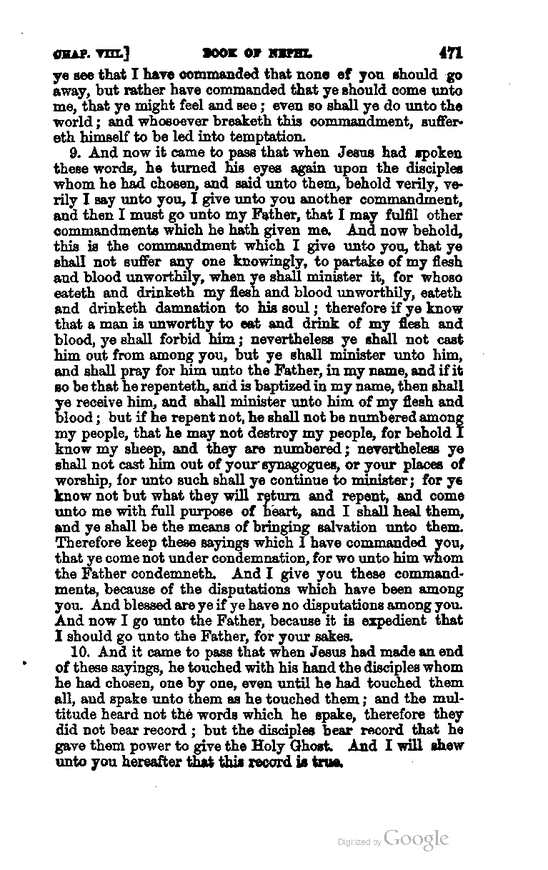 CHAP. VIII.] BOOK OF NEPHI. 471
ye see that I have commanded that none of you should go
away, but rather have commanded that ye should come unto
me, that ye might feel and see; even so shall ye do unto the
world; and whosoever breaketh this commandment, suffer-
eth himself to be led into temptation.
9. And now it came to pass that when Jesus had spoken
these words, he turned his eyes again upon the disciples
whom he had chosen, and said unto them, behold verily, ve-
rily I say unto you, I give unto you another commandment,
and then I must go unto my Father, that I may fulfil other
commandments which he hath given me. And now behold,
this is the commandment which I give unto you, that ye
shall not suffer any one knowingly, to partake of my flesh
and blood unworthily, when ye shall minister it, for whoso
eateth and drinketh my flesh and blood unworthily, eateth
and drinketh damnation to his soul; therefore if ye know
that a man is unworthy to eat and drink of my flesh and
blood, ye shall forbid him; nevertheless ye shall not cast
him out from among you, but ye shall minister unto him,
and shall pray for him unto the Father, in my name, and if it
so be that he repenteth, and is baptized in my name, then shall
ye receive him, and shall minister unto him of my flesh and
blood; but if he repent not, he shall not be numbered among
my people, that he may not destroy my people, for behold I
know my sheep, and they are numbered; nevertheless ye
shall not cast him out of your synagogues, or your places of
worship, for unto such shall ye continue to minister; for ye
know not but what they will return and repent, and come
unto me with full purpose of heart, and I shall heal them,
and ye shall be the means of bringing salvation unto them.
Therefore keep these sayings which I have commanded you,
that ye come not under condemnation, for wo unto him whom
the Father condemneth. And I give you these command-
ments, because of the disputations which have been among
you. And blessed are ye if ye have no disputations among you.
And now I go unto the Father, because it is expedient that
I should go unto the Father, for your sakes.
10. And it came to pass that when Jesus had made an end
of these sayings, he touched with his hand the disciples whom
he had chosen, one by one, even until he had touched them
all, and spake unto them as he touched them; and the mul-
titude heard not the words which he spake, therefore they
did not bear record; but the disciples bear record that he
gave them power to give the Holy Ghost. And I will shew
unto you hereafter that this record is true.
Digitized by Google